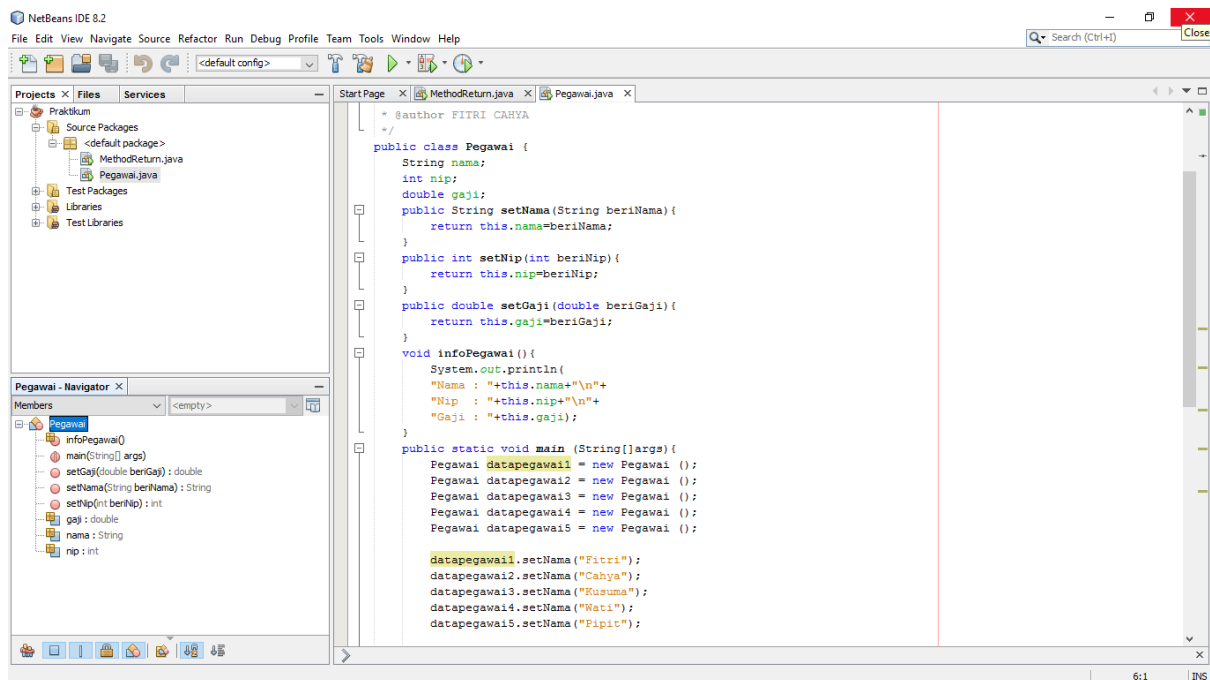 NetBeans IDE 8.2
File Edit View Navigate Source Refactor Run Debug Profile Team Tools Window Help
Search (Ctrl+I)
Close
<default config>
Projects Files Services
Praktikum
Source Packages
<default package>
MethodReturn.java
Pegawai.java
Test Packages
Libraries
Test Libraries
Pegawai - Navigator
Members <empty>
Pegawai
infoPegawai()
main(String[] args)
setGaji(double beriGaji) : double
setNama(String beriNama) : String
setNip(int beriNip) : int
gaji : double
nama : String
nip : int
Start Page MethodReturn.java Pegawai.java
* @author FITRI CAHYA
*/
public class Pegawai {
String nama;
int nip;
double gaji;
public String setNama(String beriNama){
return this.nama=beriNama;
}
public int setNip(int beriNip){
return this.nip=beriNip;
}
public double setGaji(double beriGaji){
return this.gaji=beriGaji;
}
void infoPegawai(){
System.out.println(
"Nama : "+this.nama+"\n"+
"Nip  : "+this.nip+"\n"+
"Gaji : "+this.gaji);
}
public static void main (String[]args){
Pegawai datapegawai1 = new Pegawai ();
Pegawai datapegawai2 = new Pegawai ();
Pegawai datapegawai3 = new Pegawai ();
Pegawai datapegawai4 = new Pegawai ();
Pegawai datapegawai5 = new Pegawai ();
datapegawai1.setNama("Fitri");
datapegawai2.setNama("Cahya");
datapegawai3.setNama("Kusuma");
datapegawai4.setNama("Wati");
datapegawai5.setNama("Pipit");
6:1 INS